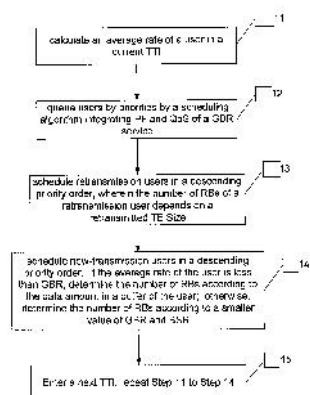 11
calculate an average rate of a user in a
current TTI
12
queue users by priorities by a scheduling
algorithm integrating PF and QoS of a GBR
service
13
schedule retransmission users in a descending
priority order, wherein the number of RBs of a
retransmission user depends on a
retransmitted TB Size
14
schedule new-transmission users in a descending
priority order. If the average rate of the user is less
than GBR, determine the number of RBs according to
the data amount in a buffer of the user; otherwise,
determine the number of RBs according to a smaller
value of GBR and BSR
15
Enter a next TTI, repeat Step 11 to Step 14